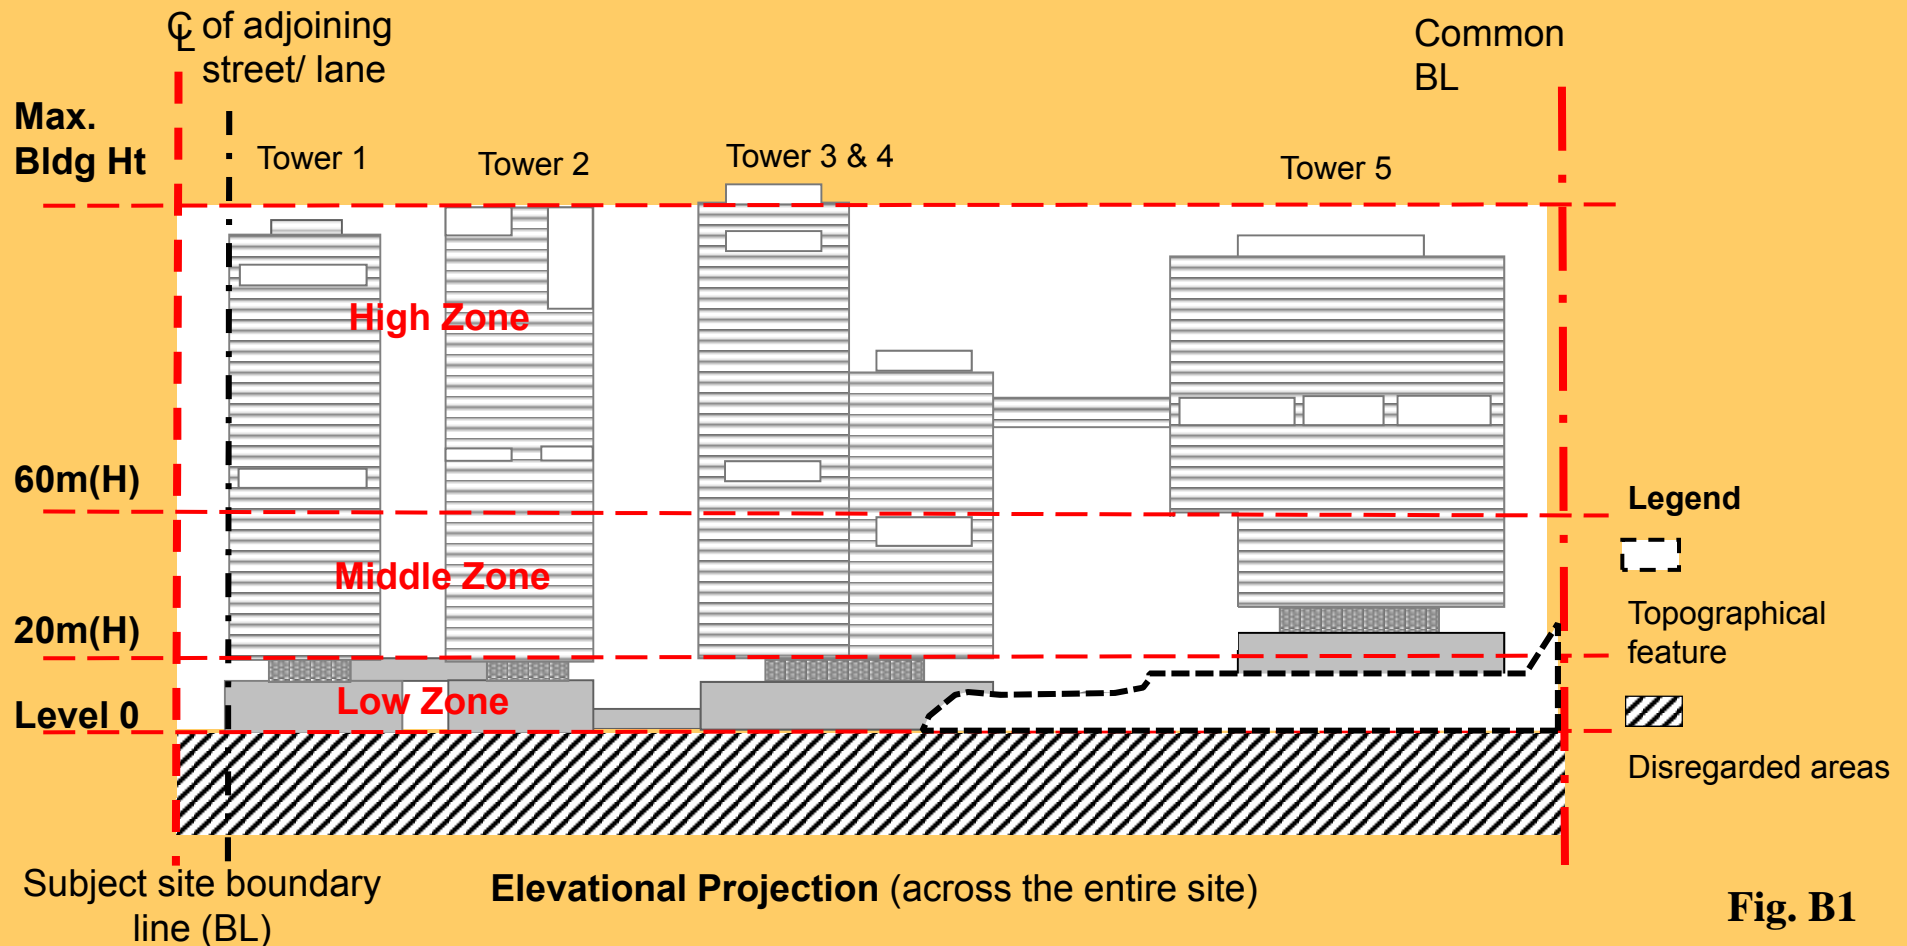 ℄ of adjoining
street/ lane
Common
BL
Max.
Bldg Ht
Tower 1
Tower 2
Tower 3 & 4
Tower 5
High Zone
60m(H)
Middle Zone
20m(H)
Low Zone
Level 0
Legend
Topographical
feature
Disregarded areas
Subject site boundary
line (BL)
Elevational Projection (across the entire site)
Fig. B1